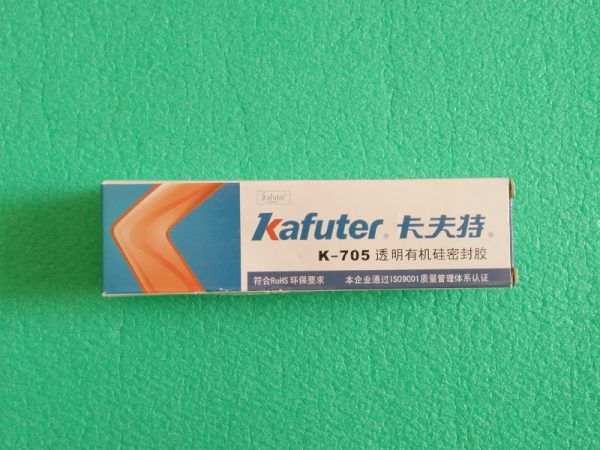 Kafuter
Kafuter® 卡夫特®
K-705 透明有机硅密封胶
符合RoHS 环保要求 本企业通过ISO9001质量管理体系认证